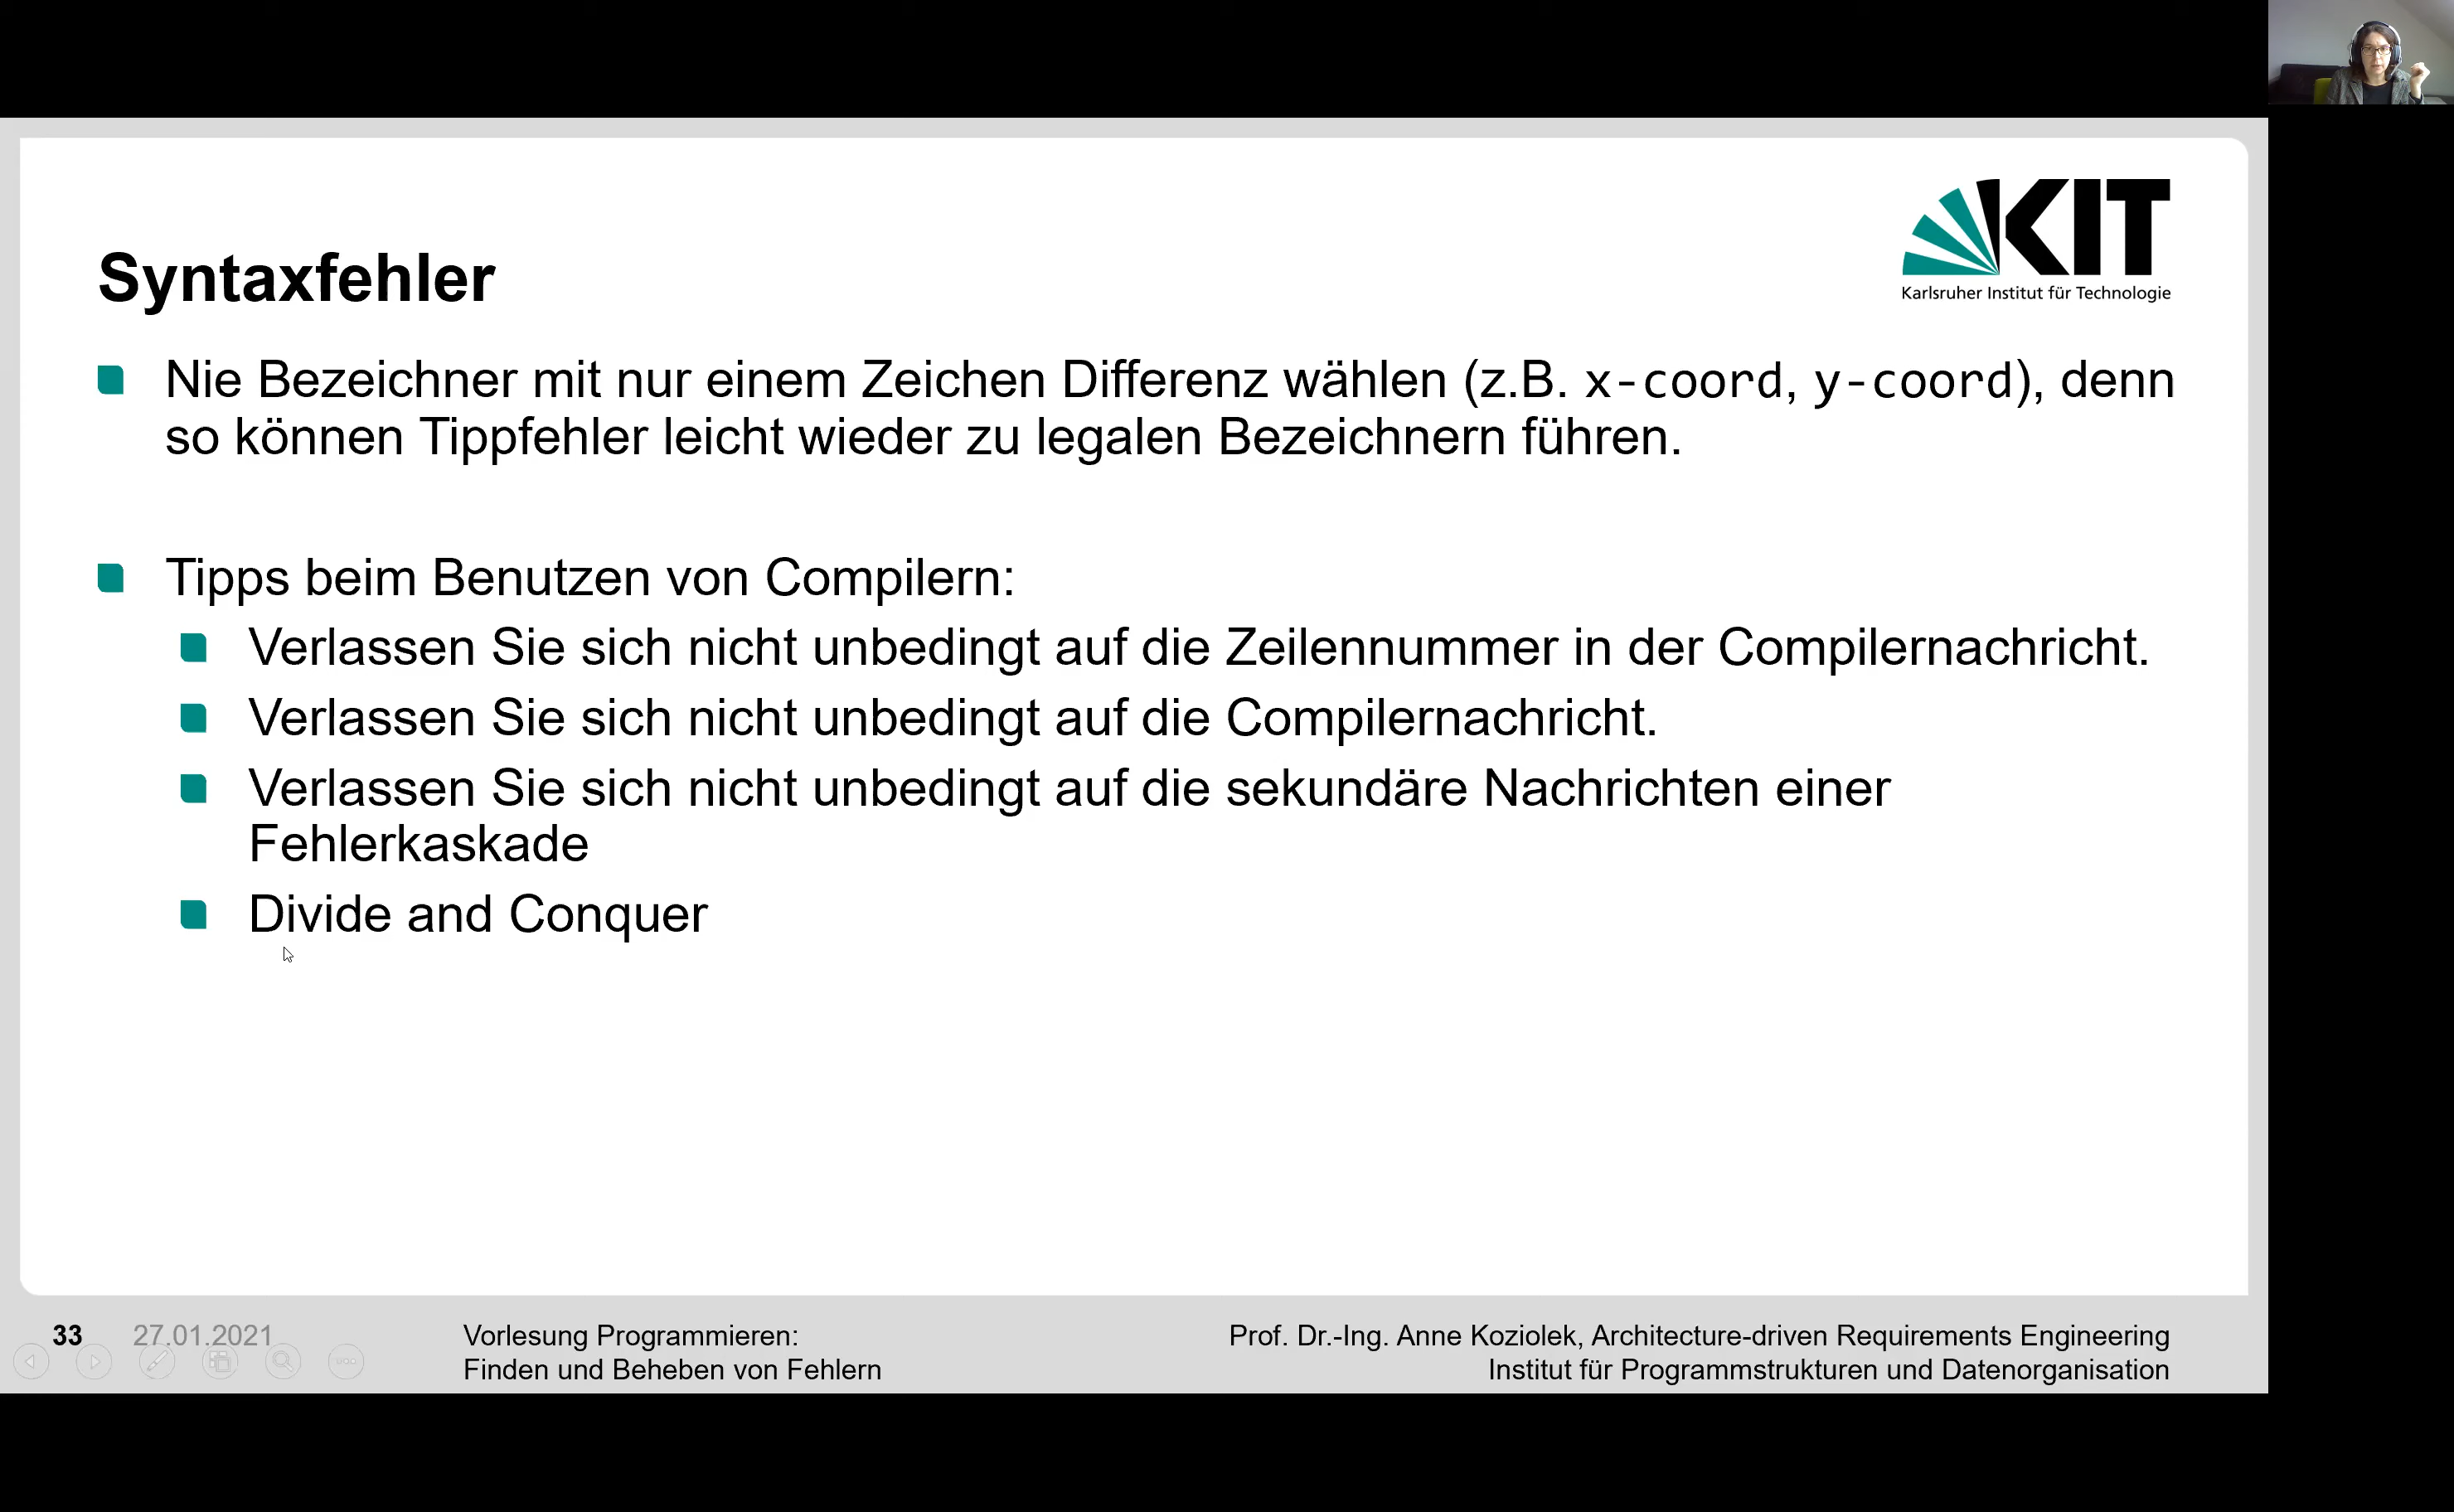 KIT
Karlsruher Institut für Technologie
Syntaxfehler
Nie Bezeichner mit nur einem Zeichen Differenz wählen (z.B. x-coord, y-coord), denn
so können Tippfehler leicht wieder zu legalen Bezeichnern führen.
Tipps beim Benutzen von Compilern:
Verlassen Sie sich nicht unbedingt auf die Zeilennummer in der Compilernachricht.
Verlassen Sie sich nicht unbedingt auf die Compilernachricht.
Verlassen Sie sich nicht unbedingt auf die sekundäre Nachrichten einer
Fehlerkaskade
Divide and Conquer
33 27.01.2021
Vorlesung Programmieren:
Finden und Beheben von Fehlern
Prof. Dr.-Ing. Anne Koziolek, Architecture-driven Requirements Engineering
Institut für Programmstrukturen und Datenorganisation